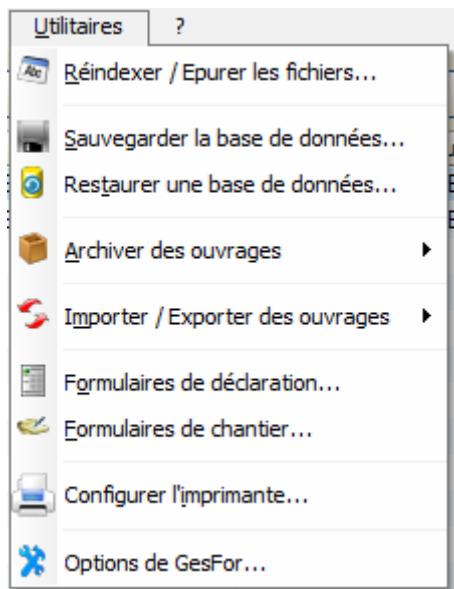 Utilitaires ?
Réindexer / Epurer les fichiers...
Sauvegarder la base de données...
Restaurer une base de données...
Archiver des ouvrages
Importer / Exporter des ouvrages
Formulaires de déclaration...
Formulaires de chantier...
Configurer l'imprimante...
Options de GesFor...